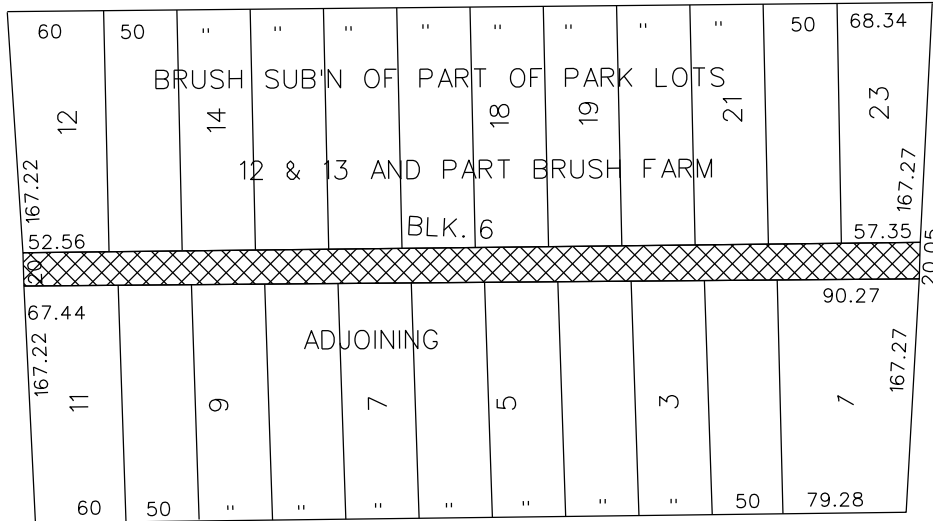 60 50 " " " " " " " " 50 68.34
BRUSH SUB'N OF PART OF PARK LOTS
12 14 18 19 21 23
12 & 13 AND PART BRUSH FARM
167.22 167.27
BLK. 6
52.56 57.35
20 20.05
67.44 90.27
ADJOINING
167.22 167.27
11 9 7 5 3 1
60 50 " " " " " " " 50 79.28